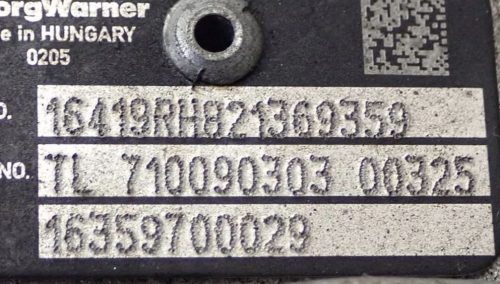 orgWarner
e in HUNGARY
0205
O. 16419RH821369359
NO. TL 710090303 00325
16359700029